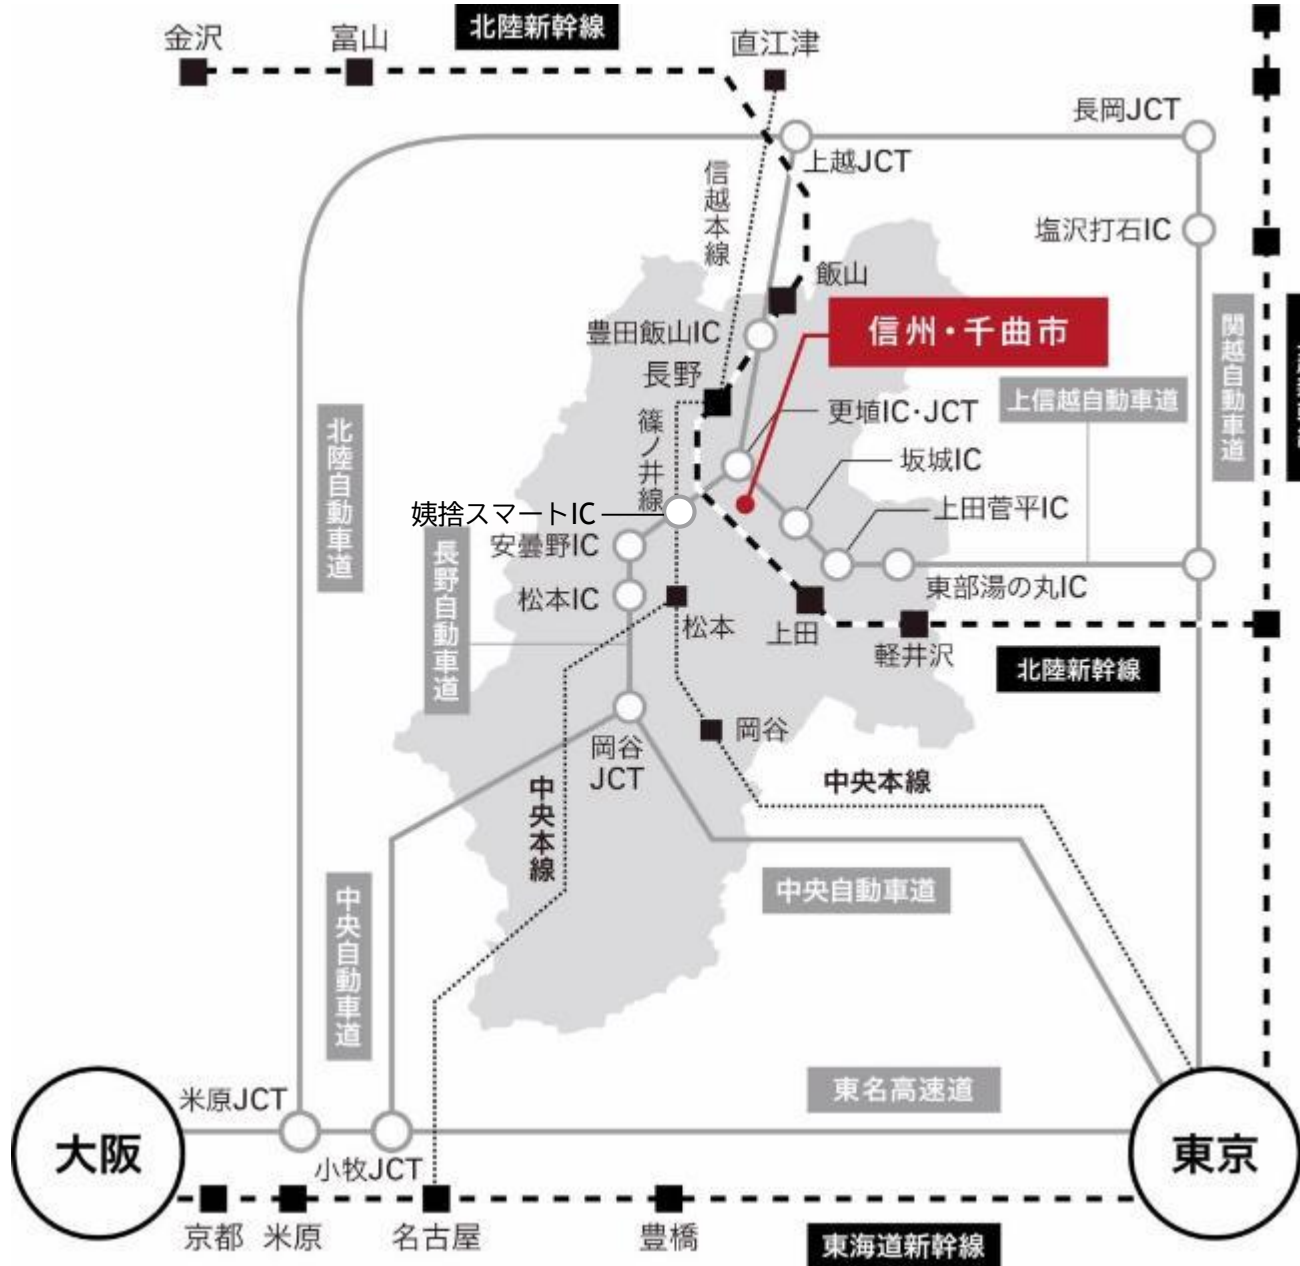 北陸新幹線
金沢
富山
直江津
長岡JCT
上越JCT
信越本線
塩沢打石IC
飯山
信州・千曲市
豊田飯山IC
関越自動車道
長野
上信越自動車道
更埴IC・JCT
篠ノ井線
北陸自動車道
坂城IC
姨捨スマートIC
上田菅平IC
安曇野IC
長野自動車道
東部湯の丸IC
松本IC
松本
上田
軽井沢
北陸新幹線
岡谷
岡谷
JCT
中央本線
中央本線
中央自動車道
中央自動車道
東名高速道
米原JCT
大阪
東京
小牧JCT
京都
米原
名古屋
豊橋
東海道新幹線